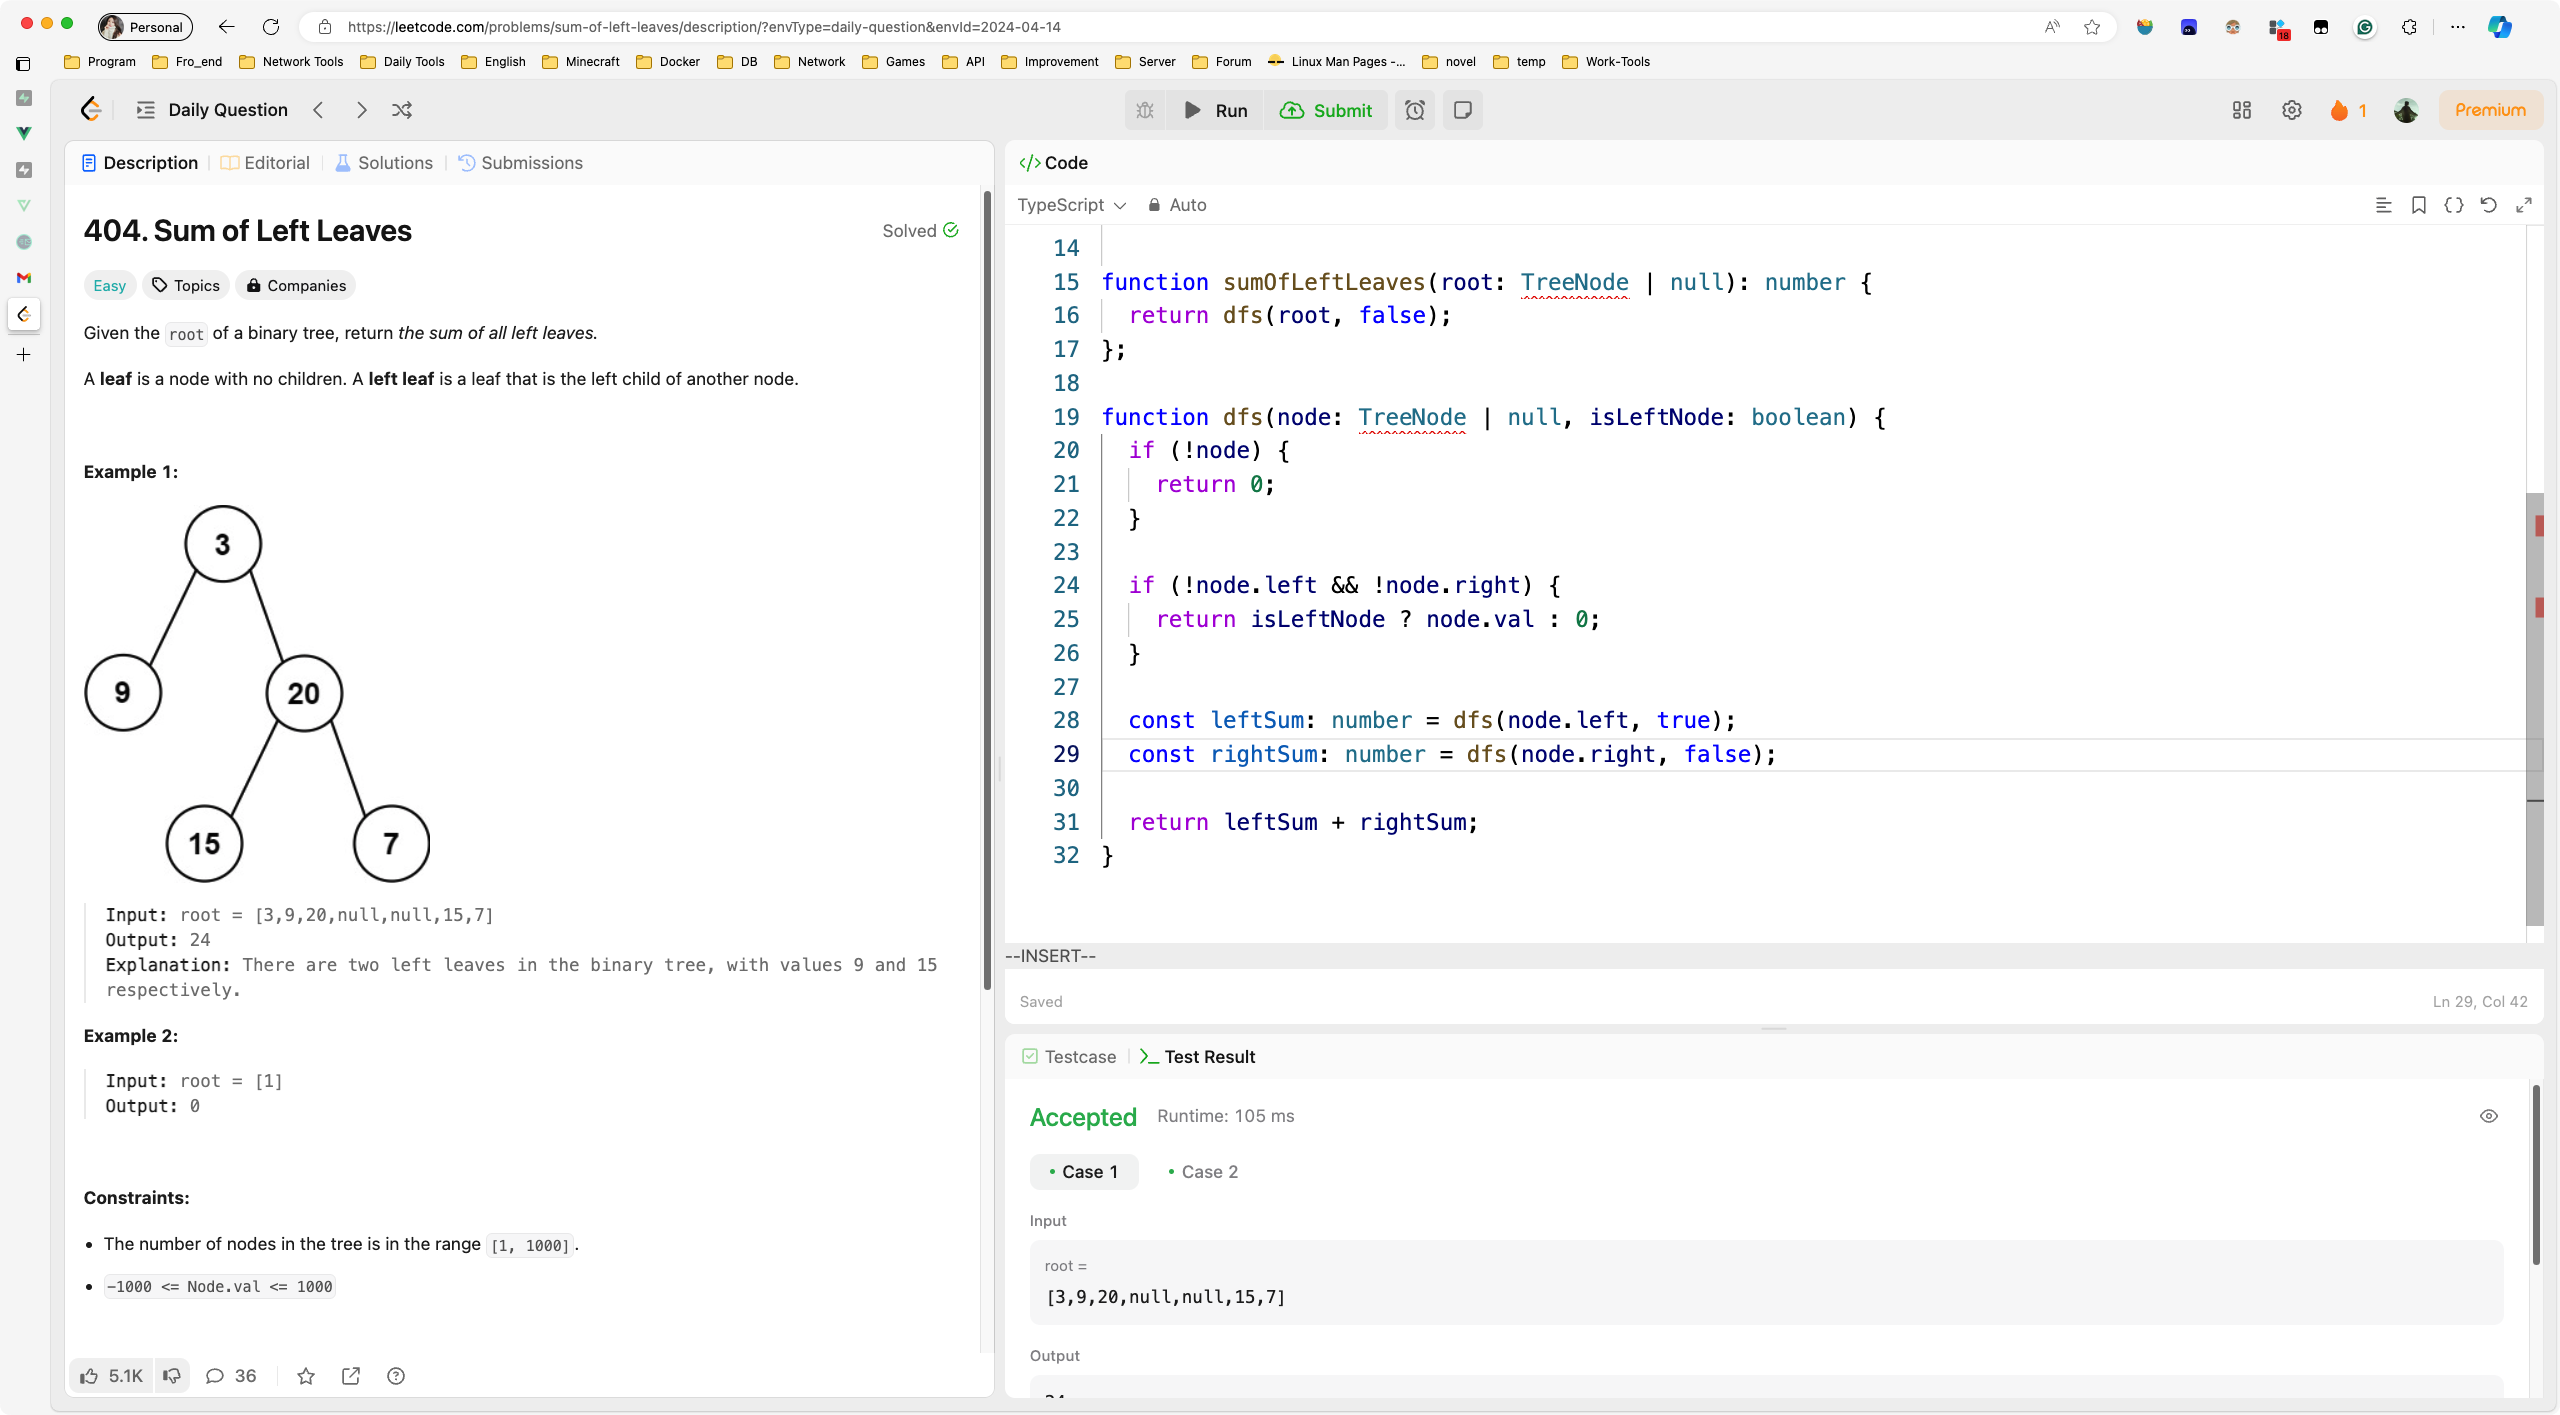 Personal
https://leetcode.com/problems/sum-of-left-leaves/description/?envType=daily-question&envId=2024-04-14
18
Program Fro_end Network Tools Daily Tools English Minecraft Docker DB Network Games API Improvement Server Forum Linux Man Pages -... novel temp Work-Tools
Daily Question
Run Submit
1
Premium
Description Editorial Solutions Submissions
404. Sum of Left Leaves
Solved
Easy Topics Companies
Given the root of a binary tree, return the sum of all left leaves.
A leaf is a node with no children. A left leaf is a leaf that is the left child of another node.
Example 1:
3
9 20
15 7
Input: root = [3,9,20,null,null,15,7]
Output: 24
Explanation: There are two left leaves in the binary tree, with values 9 and 15
respectively.
Example 2:
Input: root = [1]
Output: 0
Constraints:
• The number of nodes in the tree is in the range [1, 1000].
• -1000 <= Node.val <= 1000
5.1K 36
</> Code
TypeScript Auto
14
15 function sumOfLeftLeaves(root: TreeNode | null): number {
16 return dfs(root, false);
17 };
18
19 function dfs(node: TreeNode | null, isLeftNode: boolean) {
20 if (!node) {
21 return 0;
22 }
23
24 if (!node.left && !node.right) {
25 return isLeftNode ? node.val : 0;
26 }
27
28 const leftSum: number = dfs(node.left, true);
29 const rightSum: number = dfs(node.right, false);
30
31 return leftSum + rightSum;
32 }
--INSERT--
Saved
Ln 29, Col 42
Testcase >_ Test Result
Accepted Runtime: 105 ms
• Case 1 • Case 2
Input
root =
[3,9,20,null,null,15,7]
Output